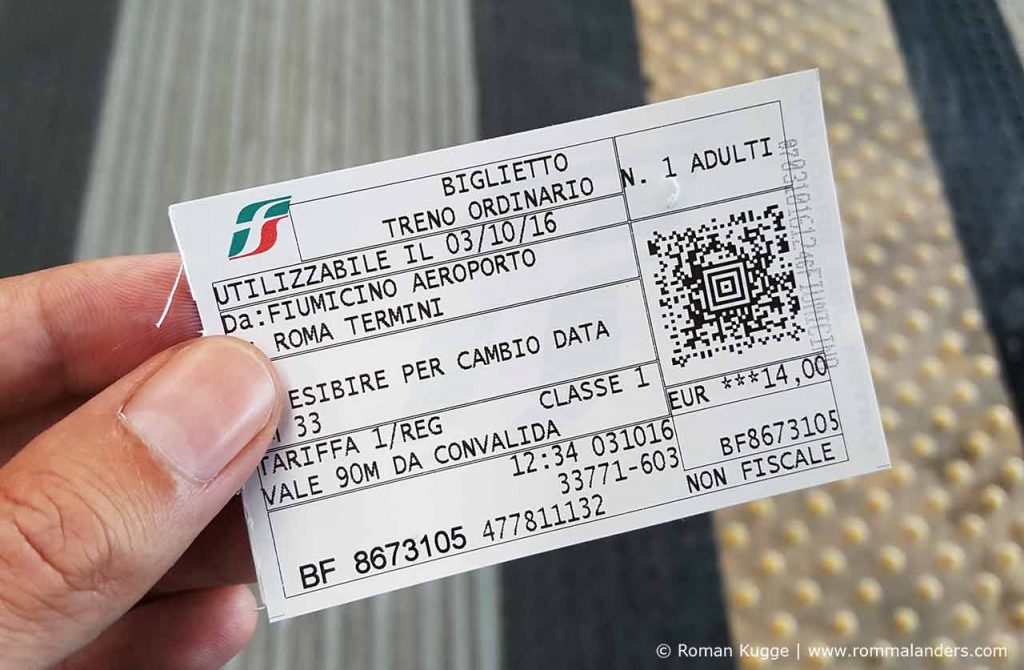 BIGLIETTO
TRENO ORDINARIO
N. 1 ADULTI
UTILIZZABILE IL 03/10/16
Da:FIUMICINO AEROPORTO
ROMA TERMINI
ESIBIRE PER CAMBIO DATA
33
CLASSE 1
EUR ***14,00
TARIFFA 1/REG
VALE 90M DA CONVALIDA
BF8673105
12:34 031016
33771-603
NON FISCALE
BF 8673105 477811132
© Roman Kugge | www.rommalanders.com